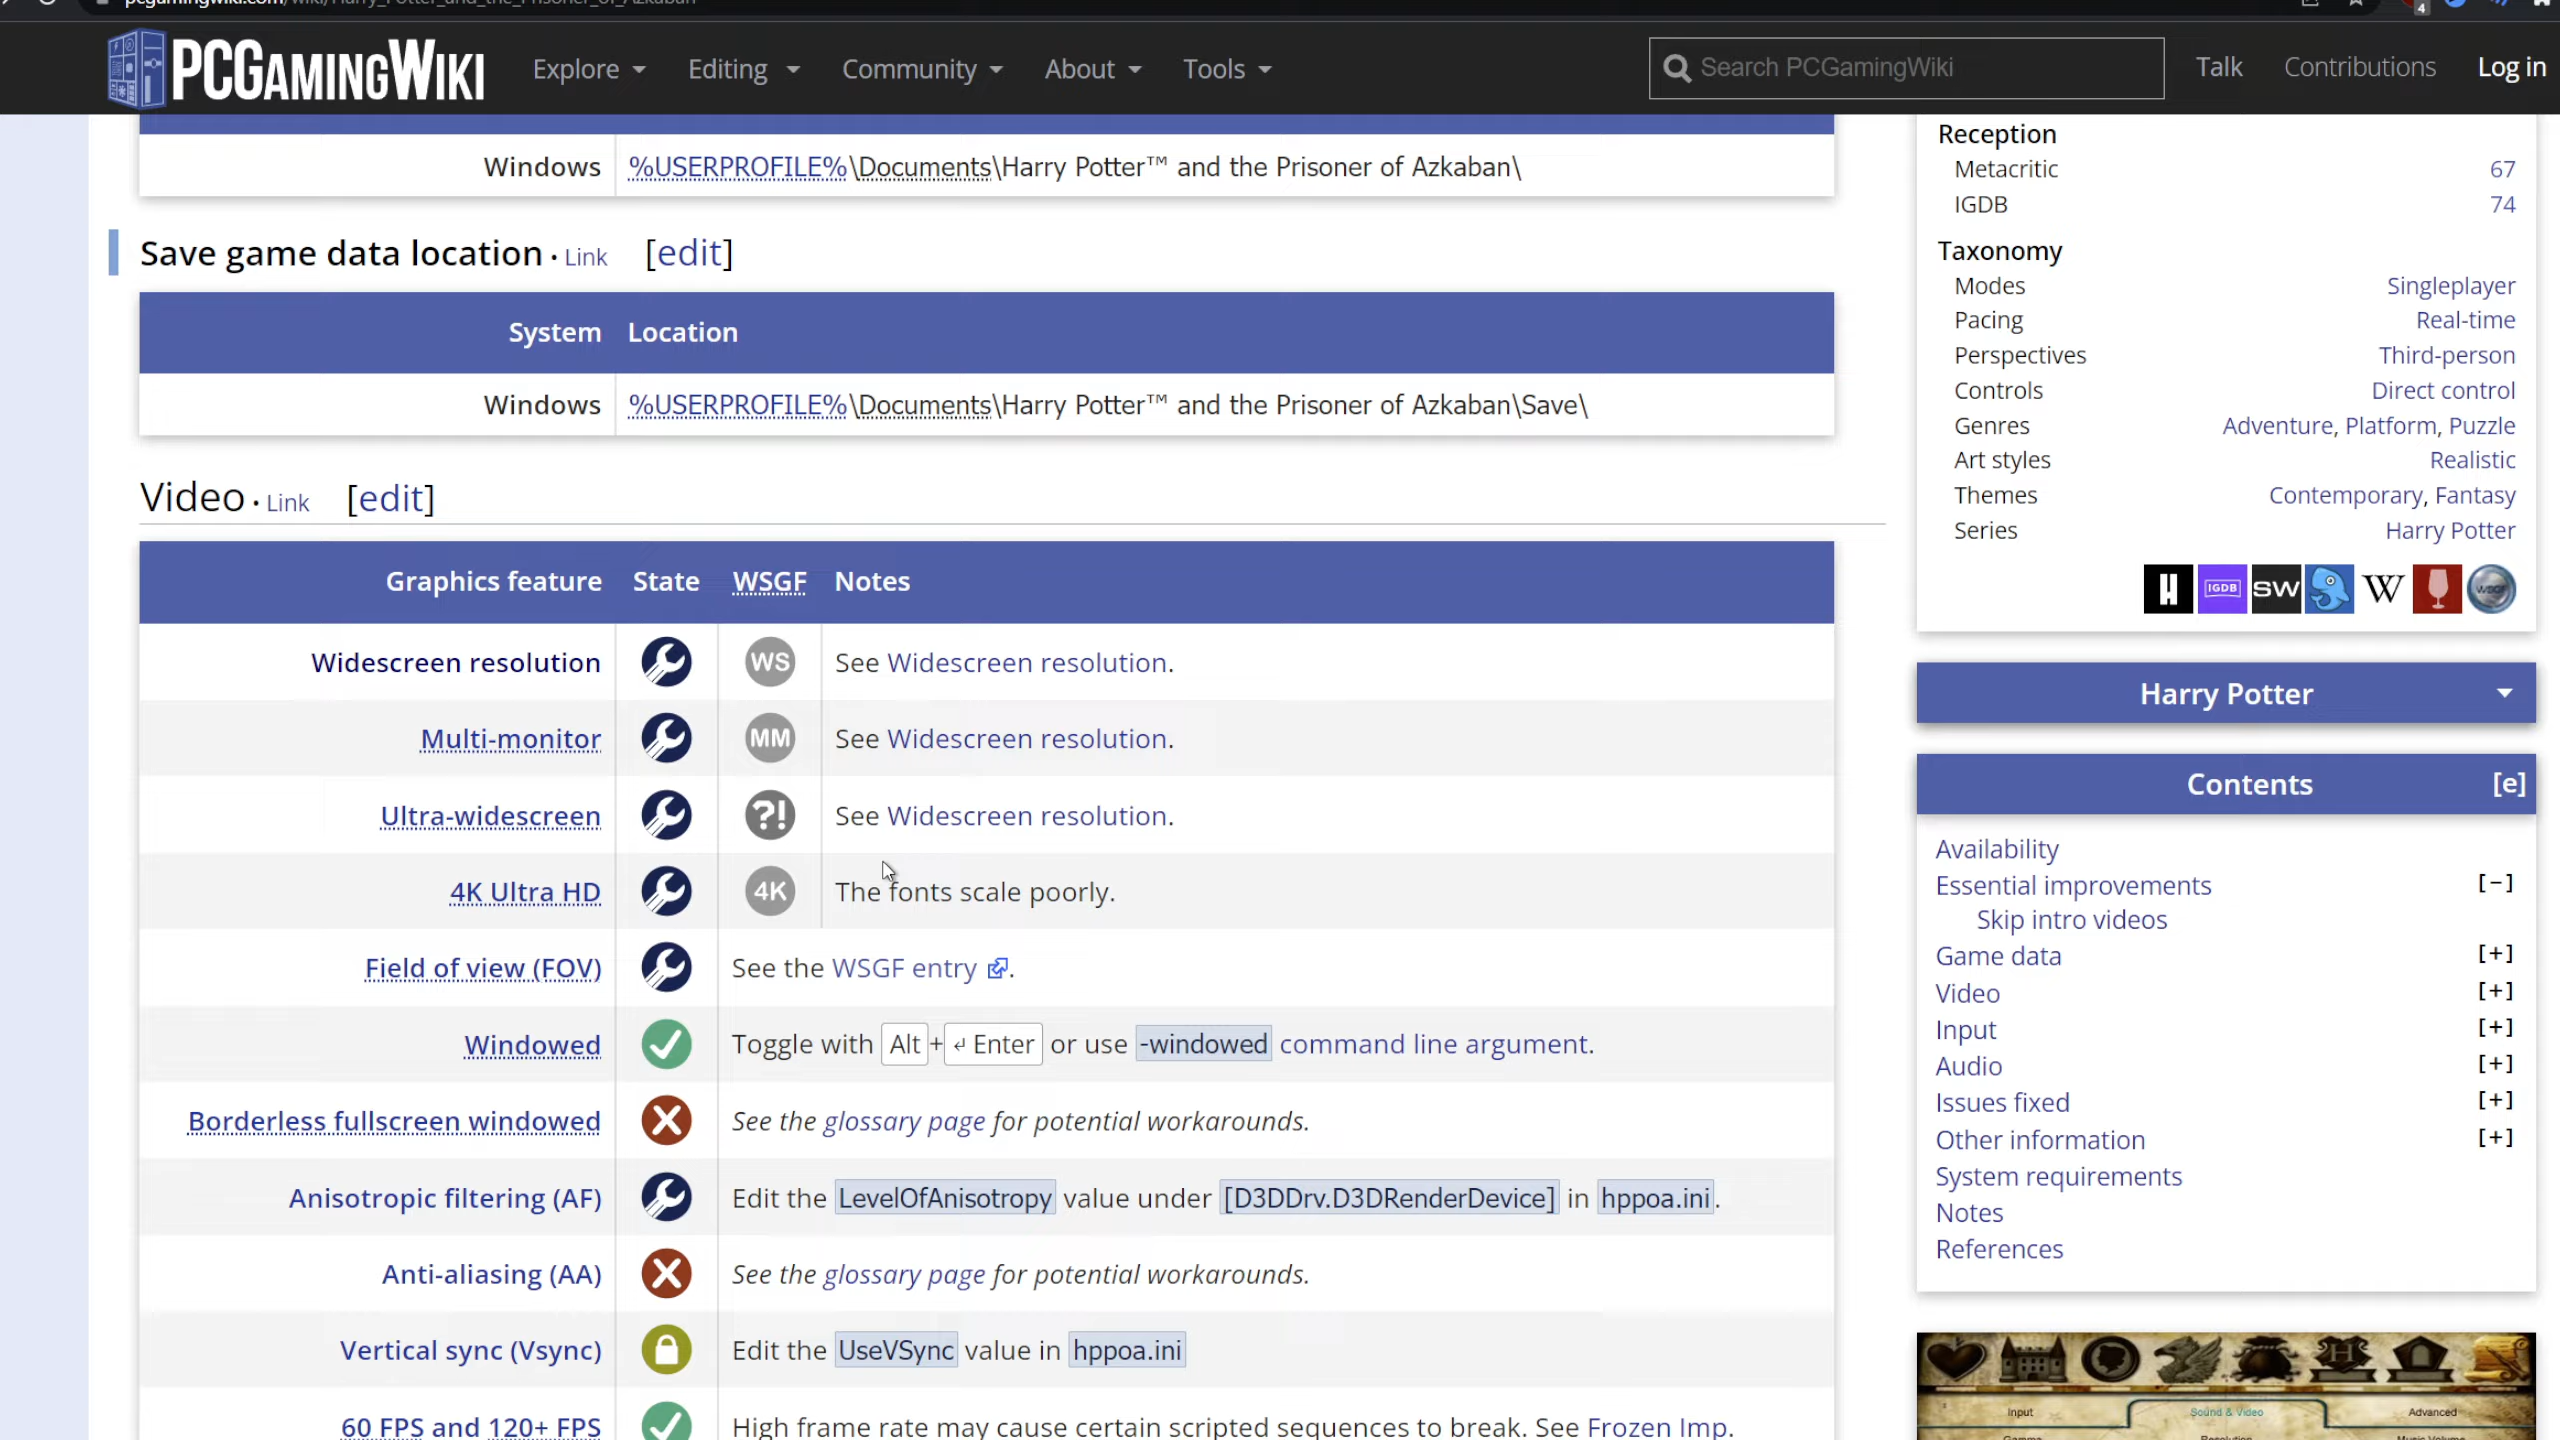 pcgamingwiki.com/wiki/Harry_Potter_and_the_Prisoner_of_Azkaban
4
PCGamingWiki
Explore
Editing
Community
About
Tools
Search PCGamingWiki
Talk
Contributions
Log in
Windows %USERPROFILE%\Documents\Harry Potter™ and the Prisoner of Azkaban\
Save game data location · Link [edit]
System Location
Windows %USERPROFILE%\Documents\Harry Potter™ and the Prisoner of Azkaban\Save\
Video · Link [edit]
Graphics feature State WSGF Notes
Widescreen resolution WS See Widescreen resolution.
Multi-monitor MM See Widescreen resolution.
Ultra-widescreen ?! See Widescreen resolution.
4K Ultra HD 4K The fonts scale poorly.
Field of view (FOV) See the WSGF entry.
Windowed Toggle with Alt+↵ Enter or use -windowed command line argument.
Borderless fullscreen windowed See the glossary page for potential workarounds.
Anisotropic filtering (AF) Edit the LevelOfAnisotropy value under [D3DDrv.D3DRenderDevice] in hppoa.ini.
Anti-aliasing (AA) See the glossary page for potential workarounds.
Vertical sync (Vsync) Edit the UseVSync value in hppoa.ini
60 FPS and 120+ FPS High frame rate may cause certain scripted sequences to break. See Frozen Imp.
Reception
Metacritic 67
IGDB 74
Taxonomy
Modes Singleplayer
Pacing Real-time
Perspectives Third-person
Controls Direct control
Genres Adventure, Platform, Puzzle
Art styles Realistic
Themes Contemporary, Fantasy
Series Harry Potter
IGDB SW W WSGF
Harry Potter
Contents [e]
Availability
Essential improvements [−]
Skip intro videos
Game data [+]
Video [+]
Input [+]
Audio [+]
Issues fixed [+]
Other information [+]
System requirements
Notes
References
Input Sound & Video Advanced
Gamma Resolution Music Volume